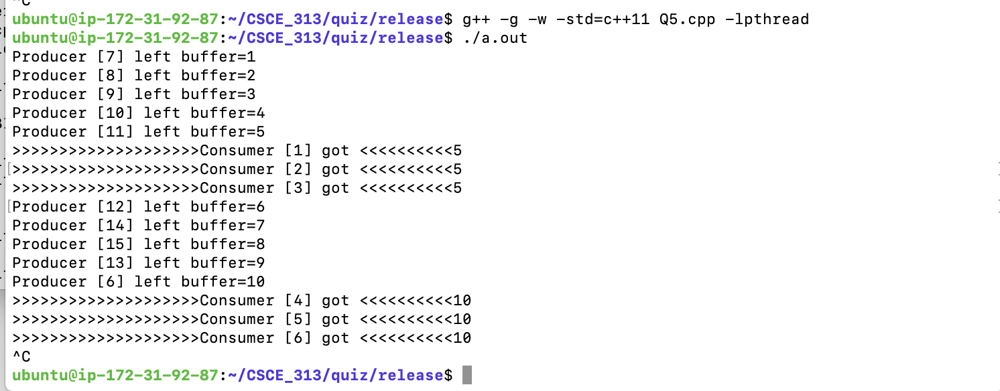 ^C
ubuntu@ip-172-31-92-87:~/CSCE_313/quiz/release$ g++ -g -w -std=c++11 Q5.cpp -lpthread
ubuntu@ip-172-31-92-87:~/CSCE_313/quiz/release$ ./a.out
Producer [7] left buffer=1
Producer [8] left buffer=2
Producer [9] left buffer=3
Producer [10] left buffer=4
Producer [11] left buffer=5
>>>>>>>>>>>>>>>>>>>>Consumer [1] got <<<<<<<<<<5
>>>>>>>>>>>>>>>>>>>>Consumer [2] got <<<<<<<<<<5
>>>>>>>>>>>>>>>>>>>>Consumer [3] got <<<<<<<<<<5
Producer [12] left buffer=6
Producer [14] left buffer=7
Producer [15] left buffer=8
Producer [13] left buffer=9
Producer [6] left buffer=10
>>>>>>>>>>>>>>>>>>>>Consumer [4] got <<<<<<<<<<10
>>>>>>>>>>>>>>>>>>>>Consumer [5] got <<<<<<<<<<10
>>>>>>>>>>>>>>>>>>>>Consumer [6] got <<<<<<<<<<10
^C
ubuntu@ip-172-31-92-87:~/CSCE_313/quiz/release$